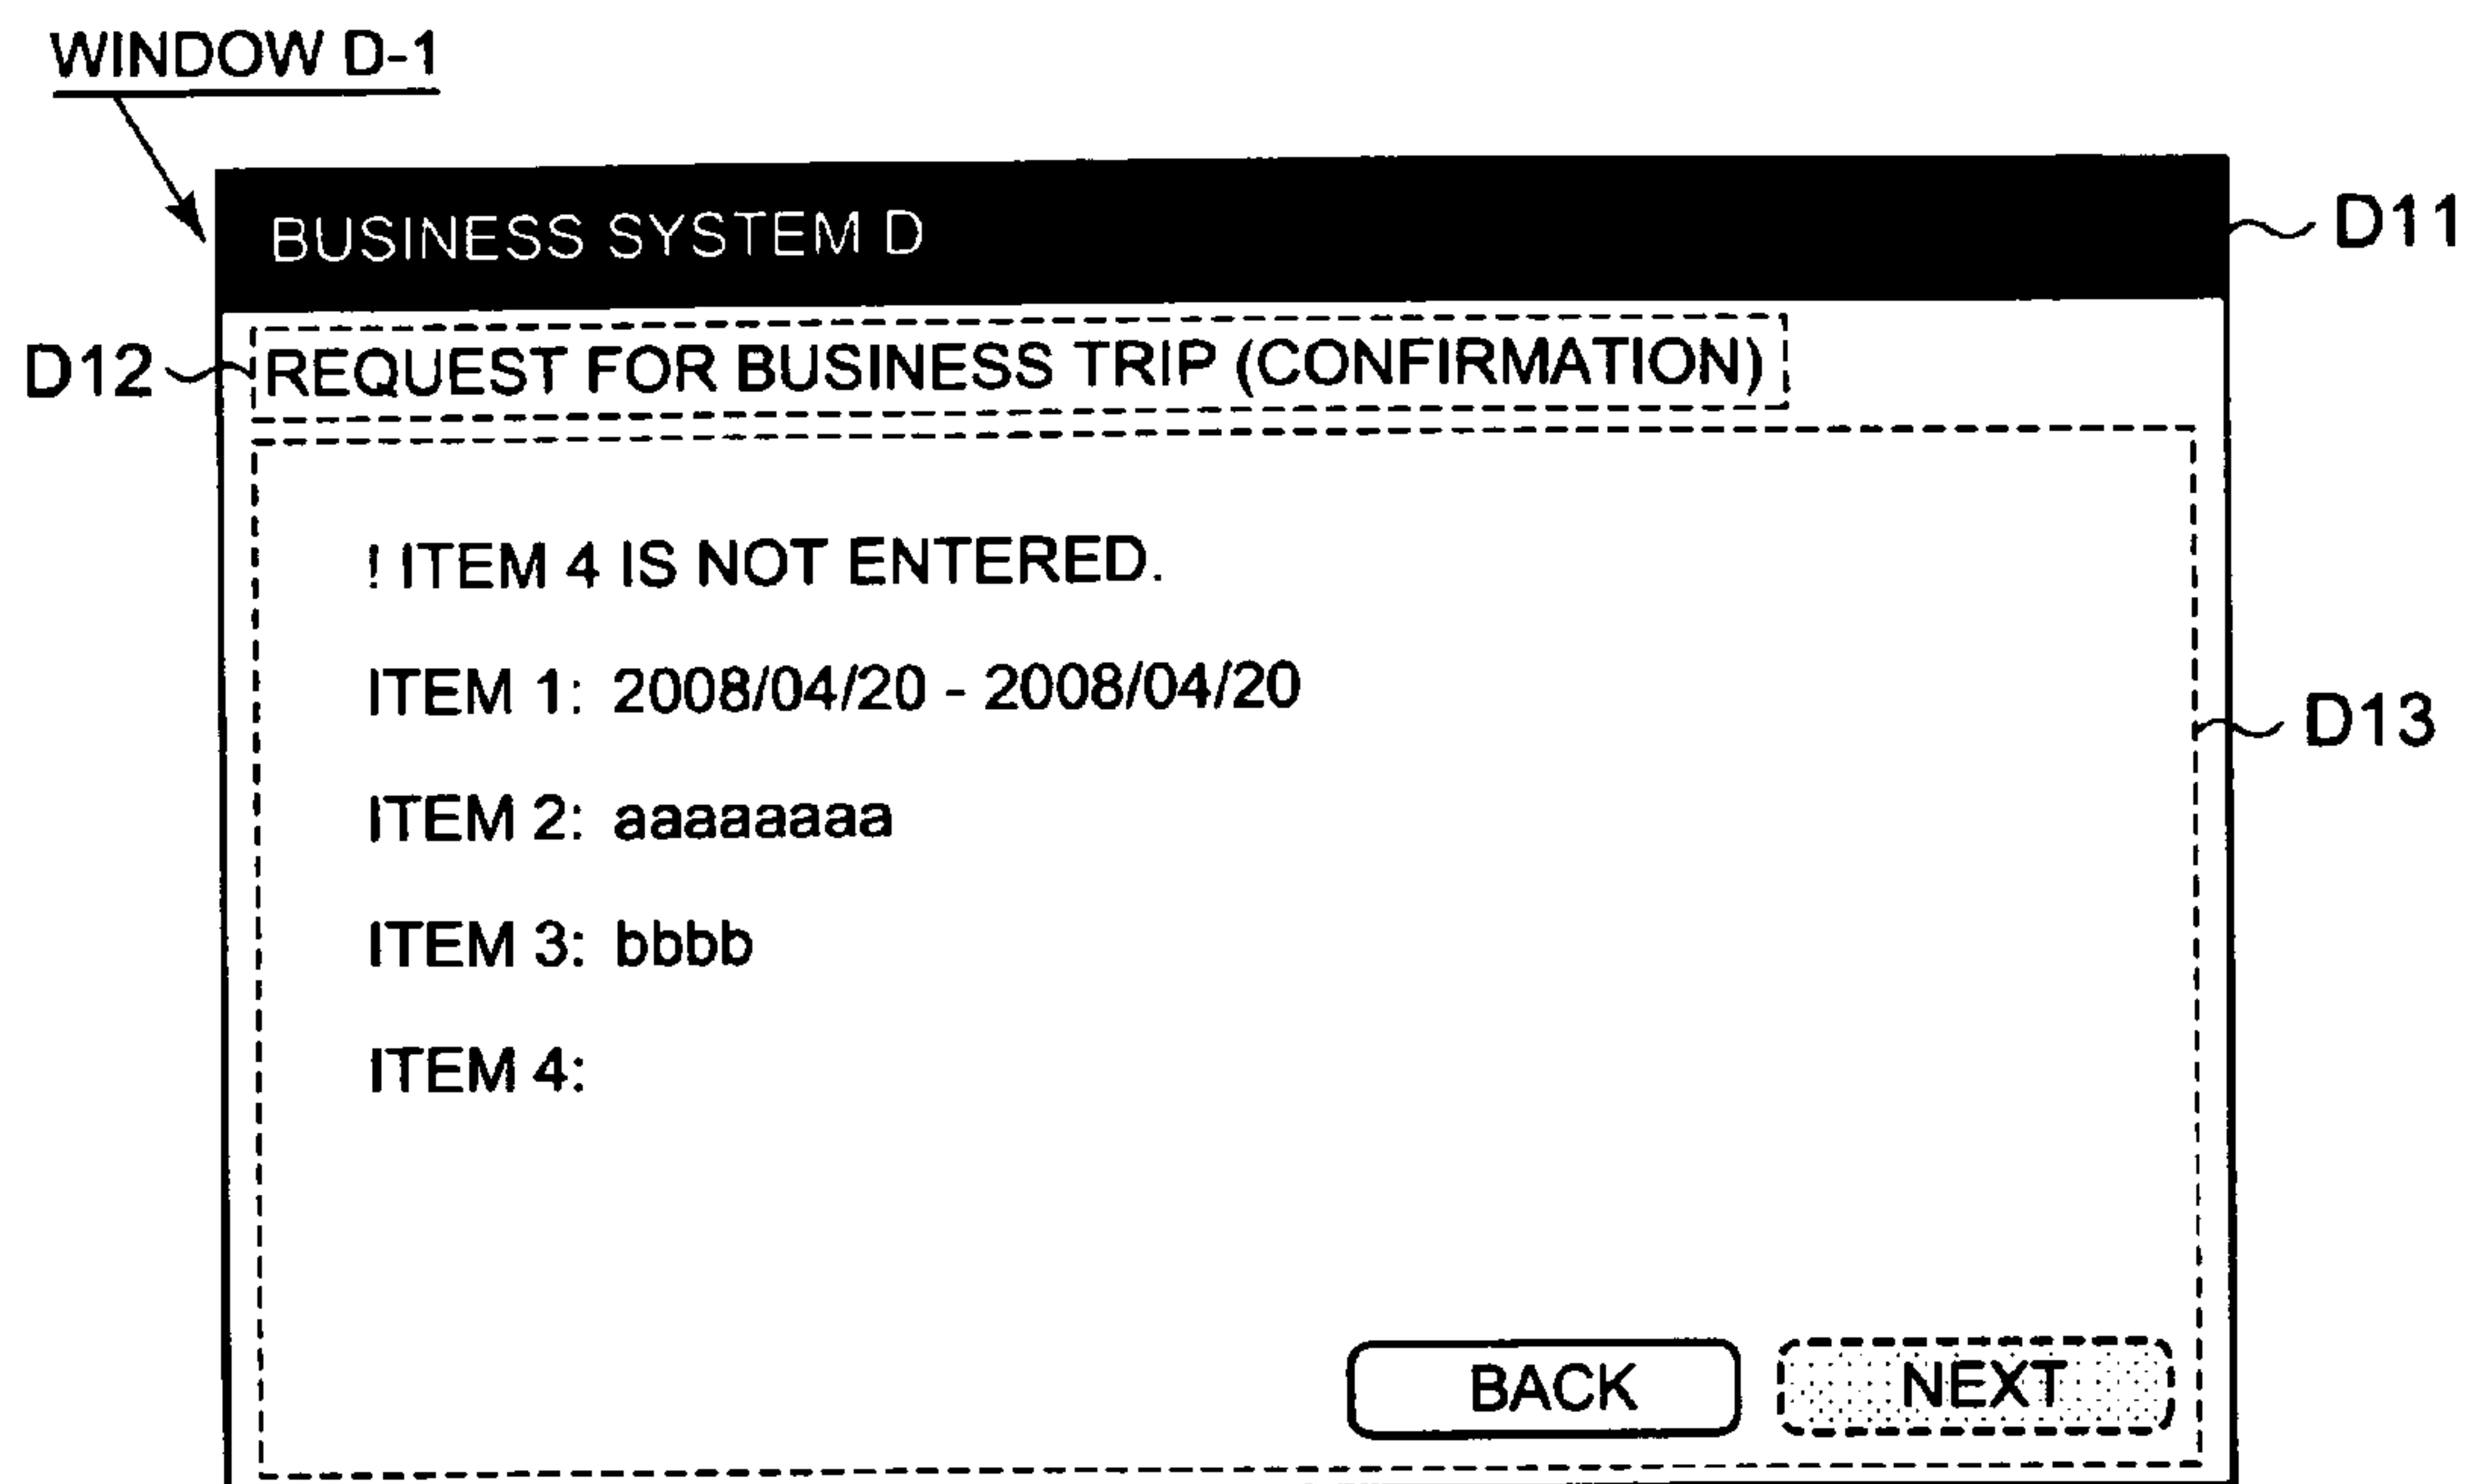 WINDOW D-1
BUSINESS SYSTEM D
D11
D12
REQUEST FOR BUSINESS TRIP (CONFIRMATION)
! ITEM 4 IS NOT ENTERED.
ITEM 1: 2008/04/20 - 2008/04/20
D13
ITEM 2: aaaaaaaa
ITEM 3: bbbb
ITEM 4:
BACK NEXT